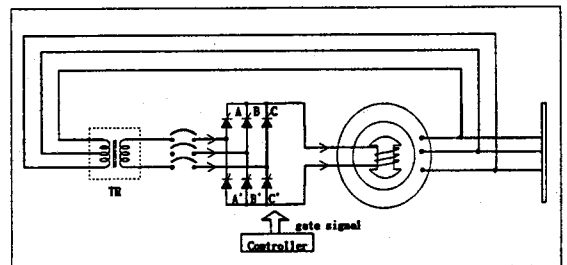 A B C
TR
A' B' C'
gate signal
Controller